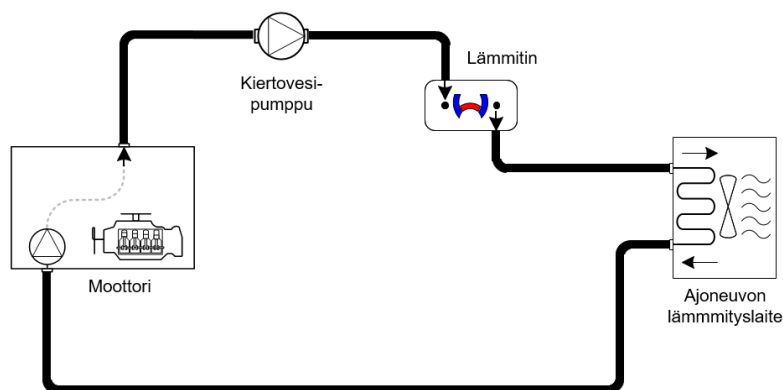 Lämmitin
Kiertovesi-
pumppu
Moottori
Ajoneuvon
lämmmityslaite